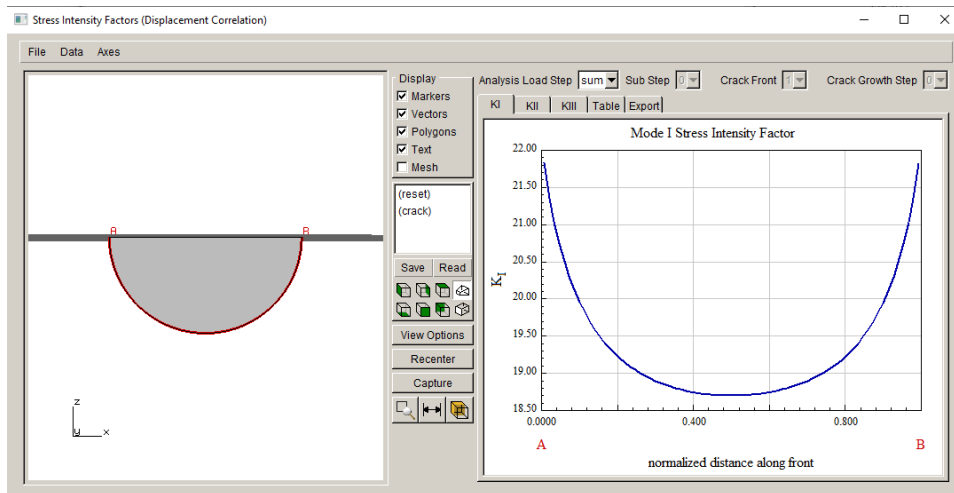 Stress Intensity Factors (Displacement Correlation)
File Data Axes
A B
z
y x
Display
Markers
Vectors
Polygons
Text
Mesh
(reset)
(crack)
Save Read
View Options
Recenter
Capture
Analysis Load Step sum Sub Step 0 Crack Front 1 Crack Growth Step 0
KI KII KIII Table Export
Mode I Stress Intensity Factor
22.00
21.50
21.00
20.50
20.00
19.50
19.00
18.50
KI
0.0000 0.400 0.800
A B
normalized distance along front